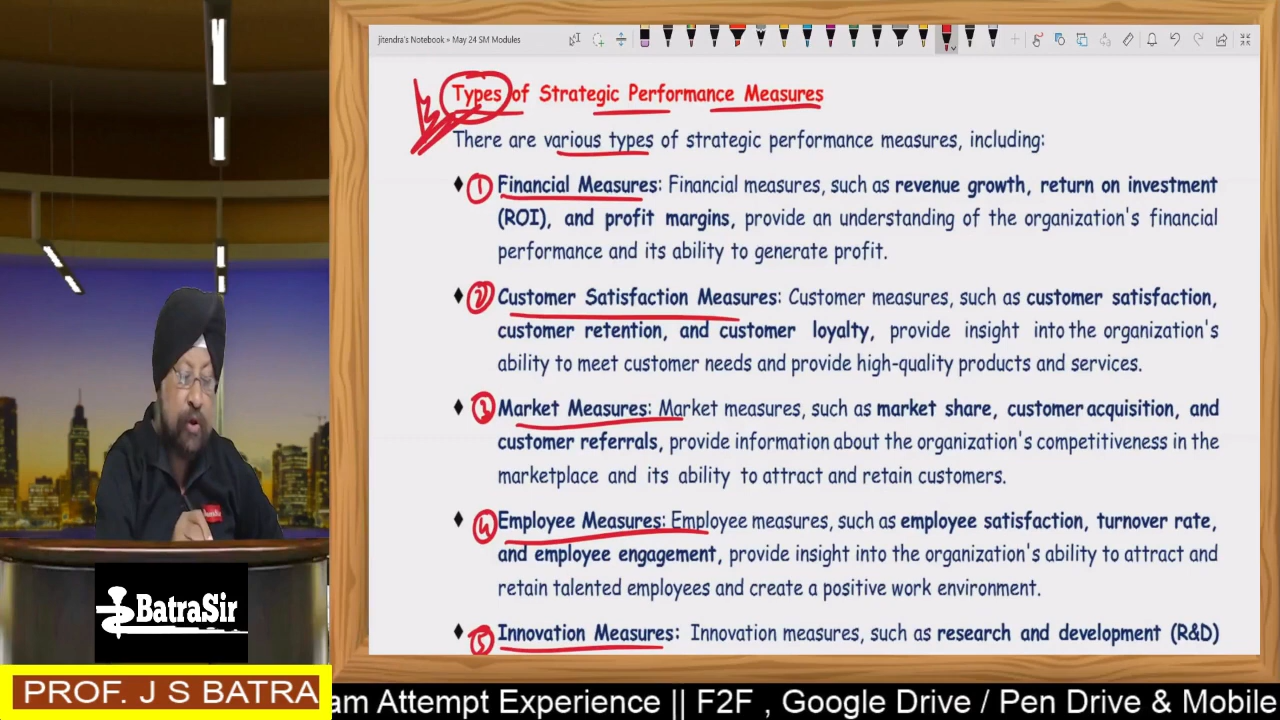 jitendra's Notebook » May 24 SM Modules
Types of Strategic Performance Measures
There are various types of strategic performance measures, including:
♦ ① Financial Measures: Financial measures, such as revenue growth, return on investment
(ROI), and profit margins, provide an understanding of the organization's financial
performance and its ability to generate profit.
♦ ② Customer Satisfaction Measures: Customer measures, such as customer satisfaction,
customer retention, and customer loyalty, provide insight into the organization's
ability to meet customer needs and provide high-quality products and services.
♦ ③ Market Measures: Market measures, such as market share, customer acquisition, and
customer referrals, provide information about the organization's competitiveness in the
marketplace and its ability to attract and retain customers.
♦ ④ Employee Measures: Employee measures, such as employee satisfaction, turnover rate,
and employee engagement, provide insight into the organization's ability to attract and
retain talented employees and create a positive work environment.
♦ ⑤ Innovation Measures: Innovation measures, such as research and development (R&D)
BatraSir
PROF. J S BATRA
am Attempt Experience || F2F , Google Drive / Pen Drive & Mobile